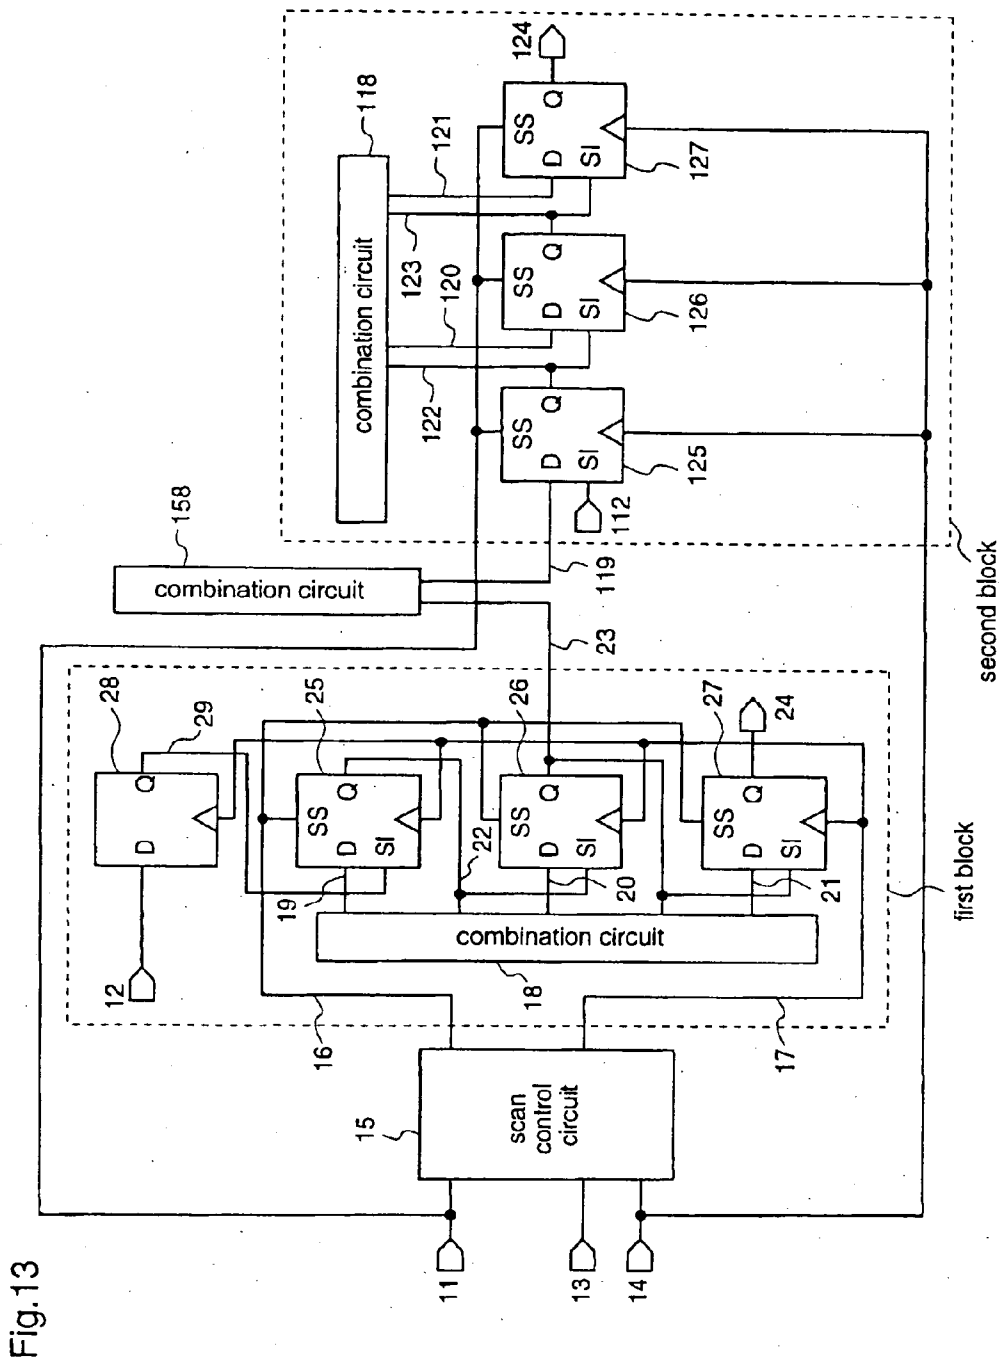 Fig.13
11
13
14
15
scan
control
circuit
16
17
12
28
D
Q
29
first block
25
SS
D
Q
SI
19
22
26
SS
D
Q
SI
20
23
27
SS
D
Q
SI
21
24
combination circuit
18
158
combination circuit
119
second block
118
combination circuit
122
120
123
121
SS
D
Q
SI
125
112
SS
D
Q
SI
126
SS
D
Q
SI
127
124